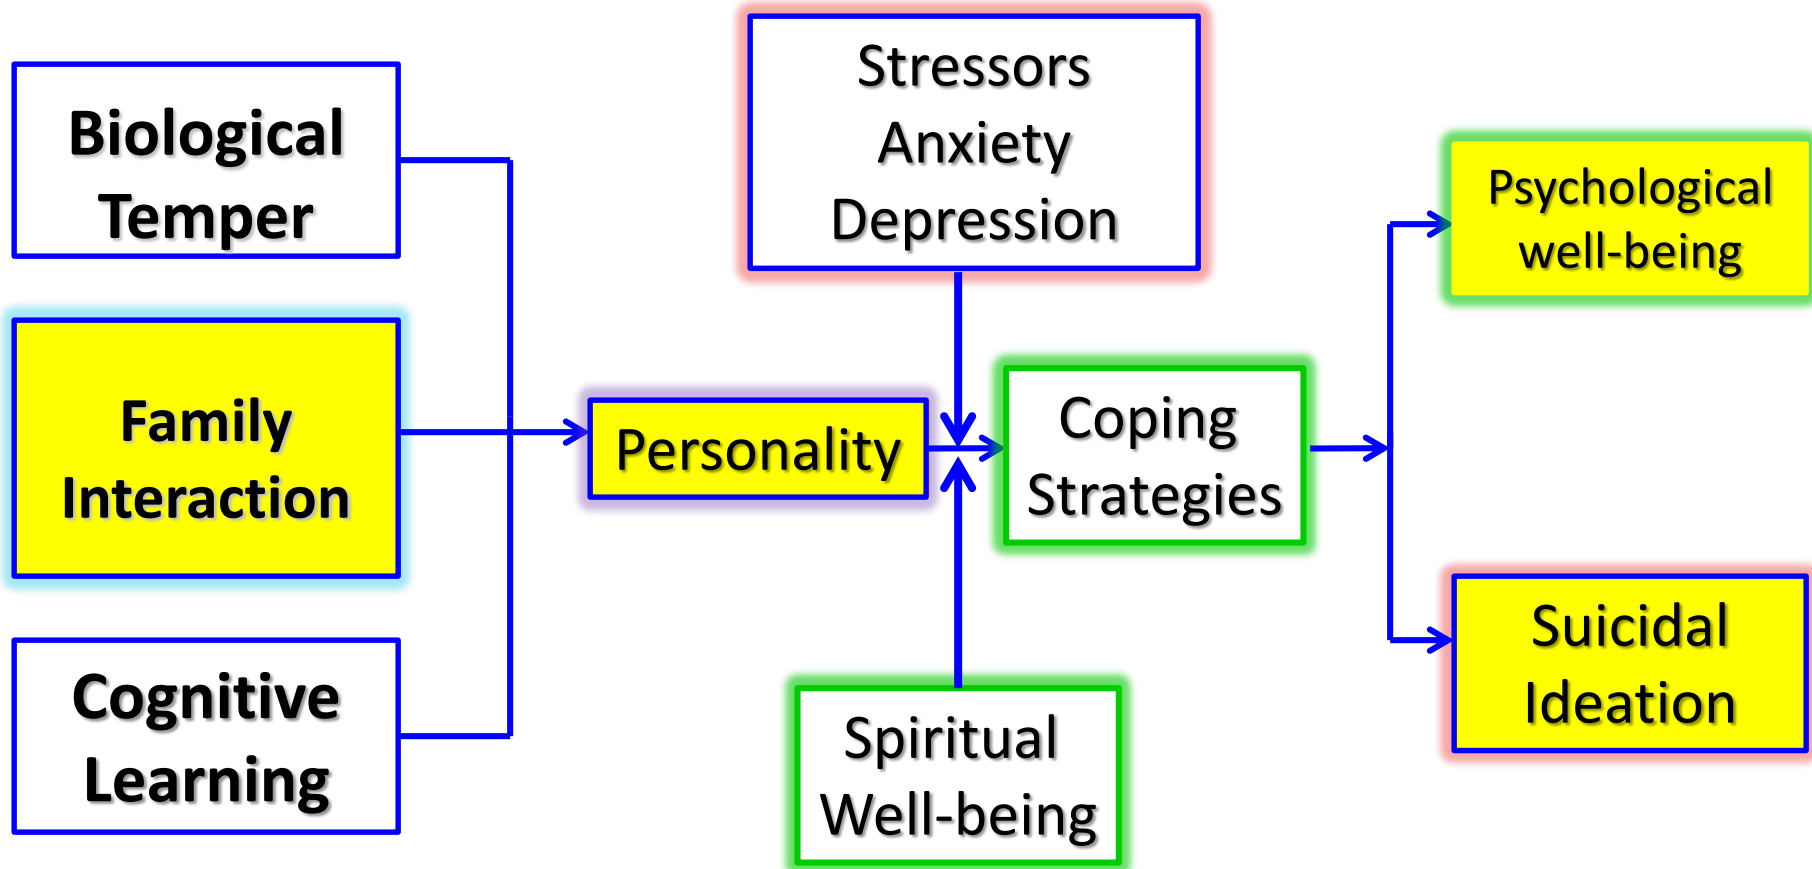 Biological
Temper
Family
Interaction
Cognitive
Learning
Personality
Stressors
Anxiety
Depression
Spiritual
Well-being
Coping
Strategies
Psychological
well-being
Suicidal
Ideation